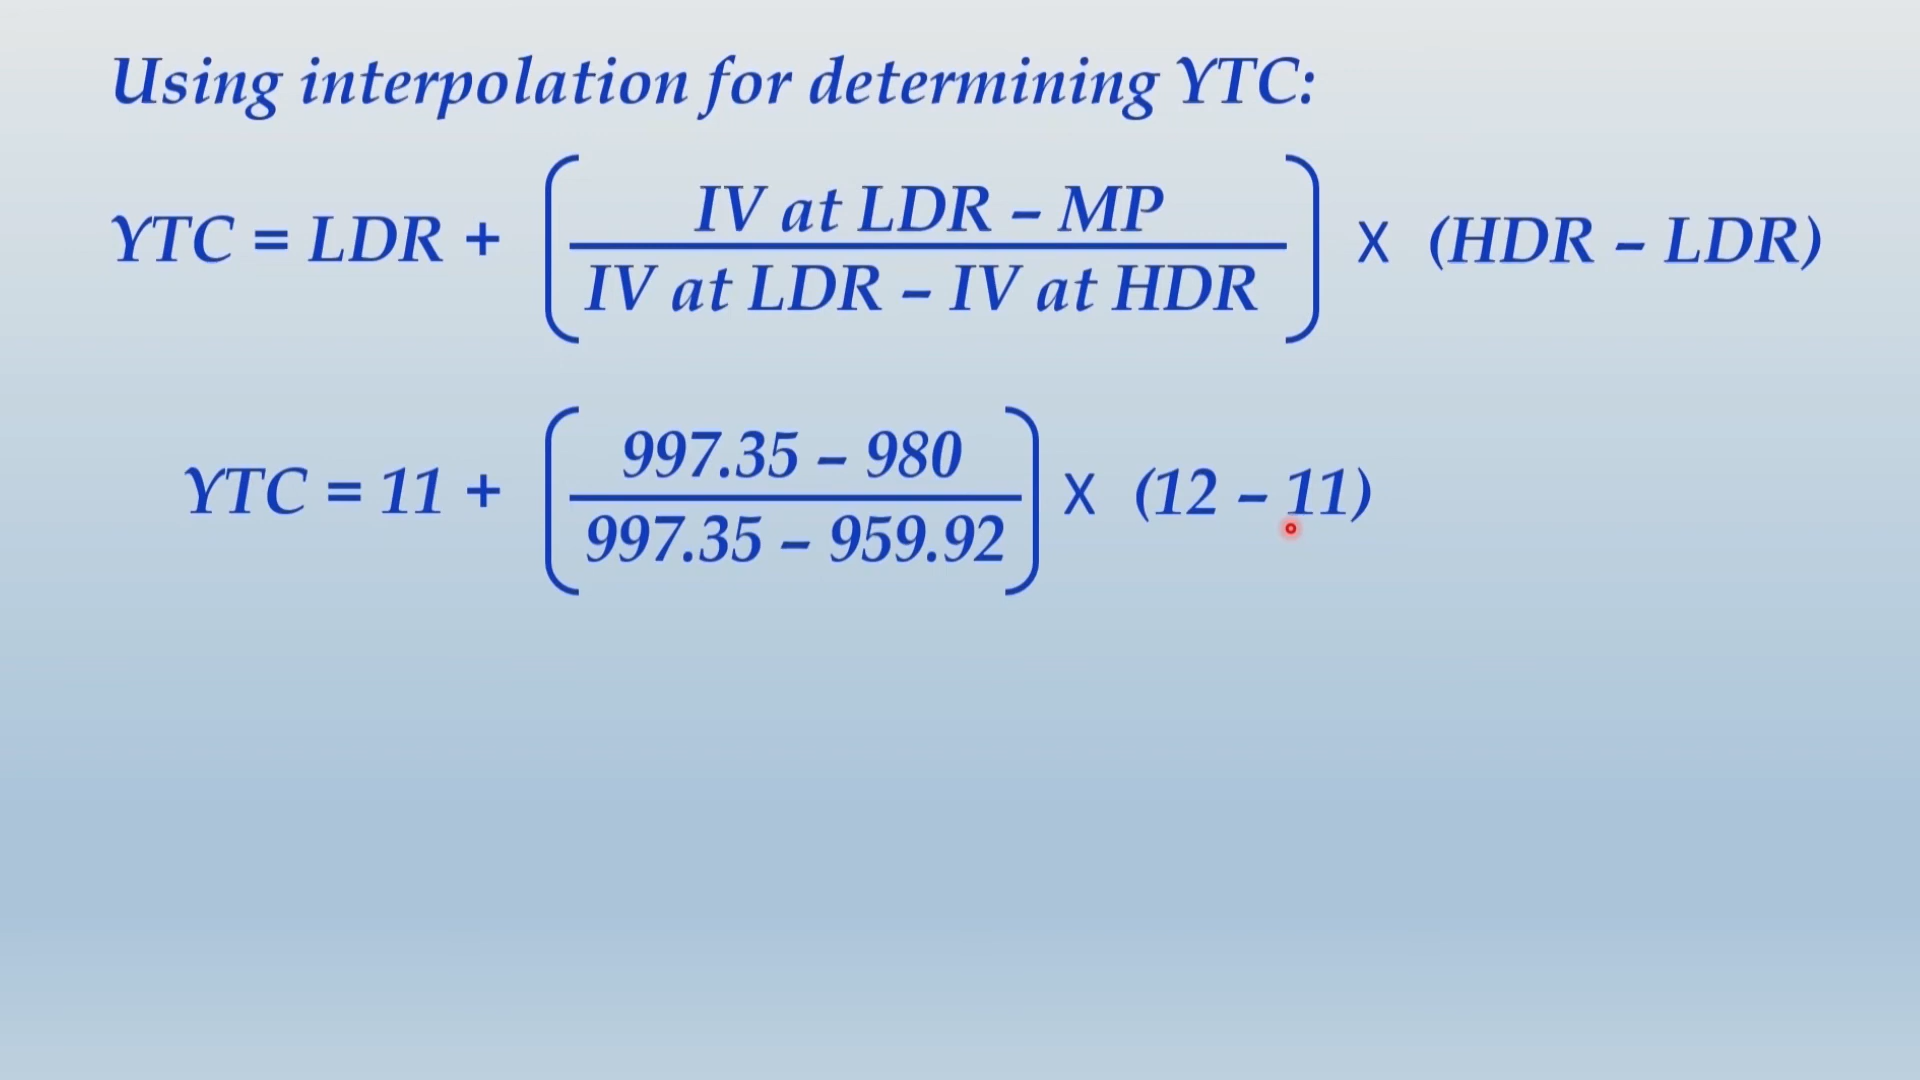 Using interpolation for determining YTC:
YTC = LDR + ( IV at LDR – MP
IV at LDR – IV at HDR ) X (HDR – LDR)
YTC = 11 + ( 997.35 – 980
997.35 – 959.92 ) X (12 – 11)